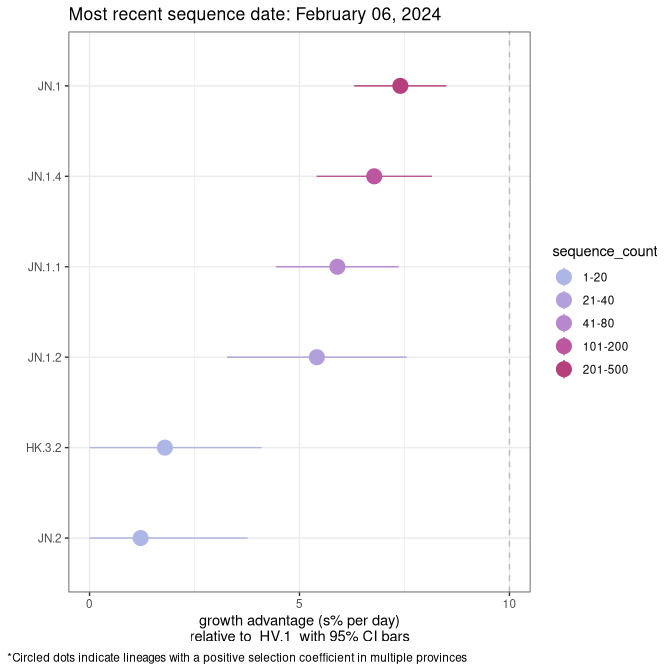 Most recent sequence date: February 06, 2024
JN.1
JN.1.4
JN.1.1
JN.1.2
HK.3.2
JN.2
0
5
10
growth advantage (s% per day)
relative to HV.1 with 95% CI bars
sequence_count
1-20
21-40
41-80
101-200
201-500
*Circled dots indicate lineages with a positive selection coefficient in multiple provinces